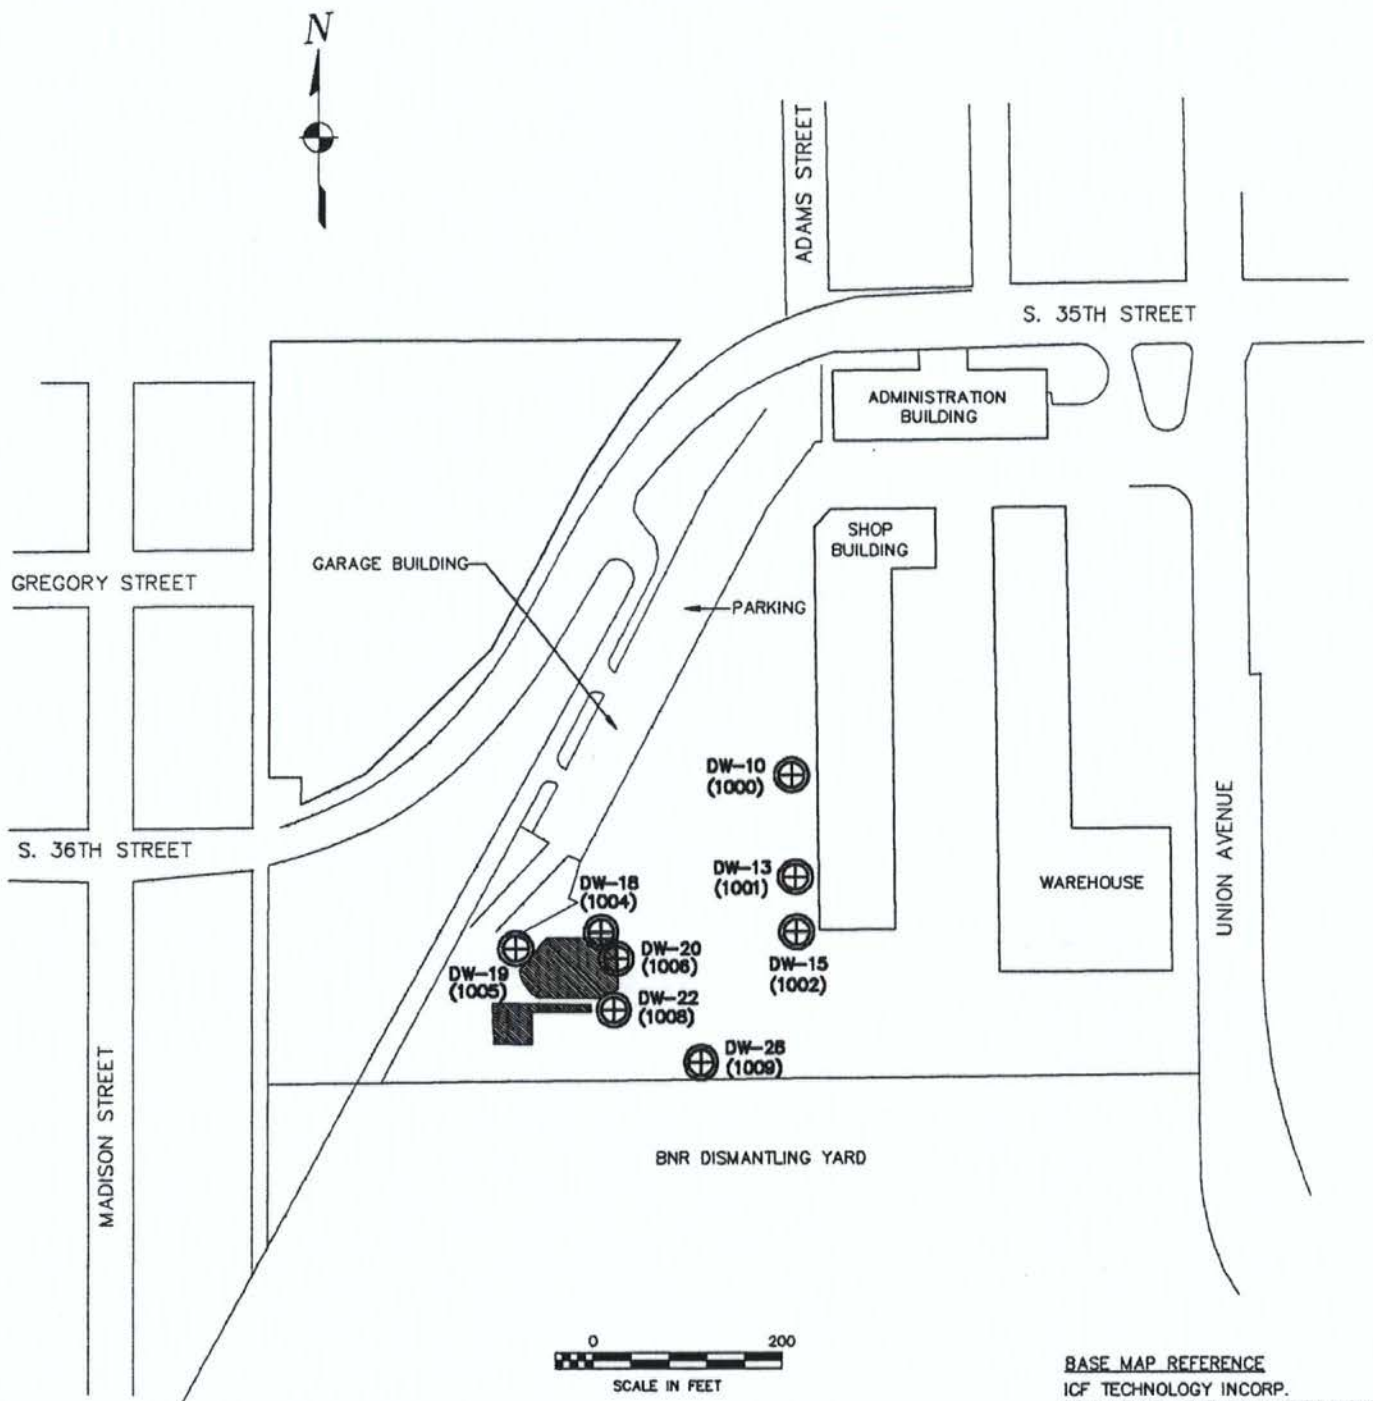 N
ADAMS STREET
S. 35TH STREET
ADMINISTRATION
BUILDING
SHOP
BUILDING
GARAGE BUILDING
GREGORY STREET
PARKING
DW-10
(1000)
S. 36TH STREET
DW-13
(1001)
WAREHOUSE
UNION AVENUE
DW-18
(1004)
DW-20
(1006)
DW-15
(1002)
DW-19
(1005)
DW-22
(1008)
DW-26
(1009)
MADISON STREET
BNR DISMANTLING YARD
0 200
SCALE IN FEET
BASE MAP REFERENCE
ICF TECHNOLOGY INCORP.